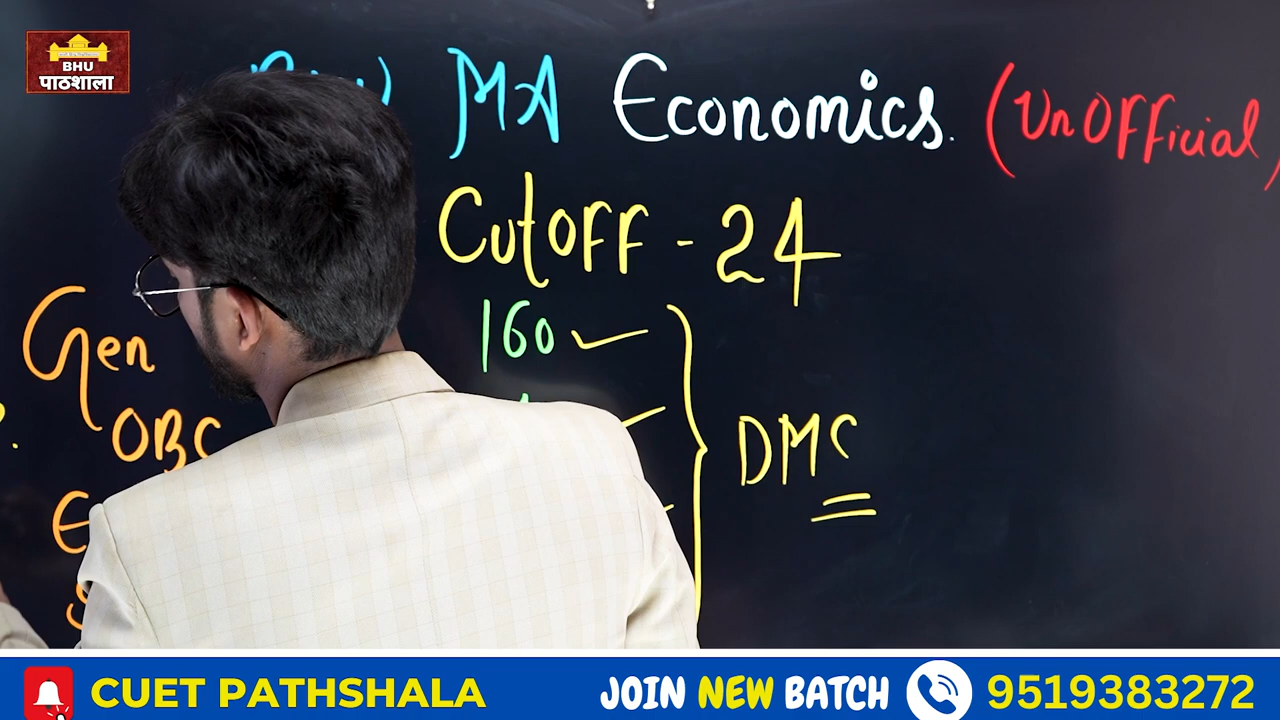 BHU
पाठशाला
MA Economics. (UnOfficial)
Cutoff - 24
Gen 160
OBC
DMC
CUET PATHSHALA JOIN NEW BATCH 9519383272